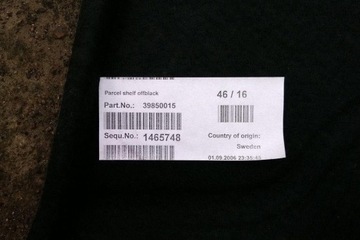 Parcel shelf offblack
46 / 16
Part.No.: 39850015
Sequ.No.: 1465748
Country of origin:
Sweden
01.09.2006 23:35:43